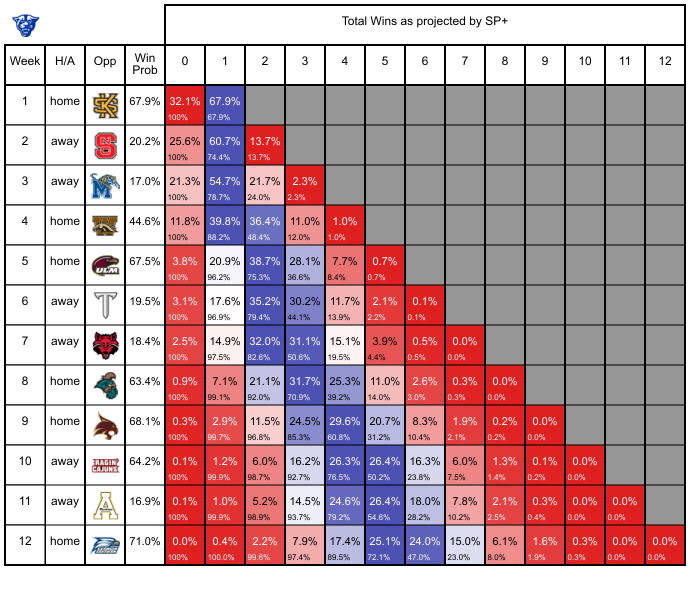 Total Wins as projected by SP+
Week H/A Opp Win Prob 0 1 2 3 4 5 6 7 8 9 10 11 12
1 home KS 67.9% 32.1% 67.9%
100% 67.9%
2 away NCS 20.2% 25.6% 60.7% 13.7%
100% 74.4% 13.7%
3 away M 17.0% 21.3% 54.7% 21.7% 2.3%
100% 78.7% 24.0% 2.3%
4 home W 44.6% 11.8% 39.8% 36.4% 11.0% 1.0%
100% 88.2% 48.4% 12.0% 1.0%
5 home ULM 67.5% 3.8% 20.9% 38.7% 28.1% 7.7% 0.7%
100% 96.2% 75.3% 36.6% 8.4% 0.7%
6 away T 19.5% 3.1% 17.6% 35.2% 30.2% 11.7% 2.1% 0.1%
100% 96.9% 79.4% 44.1% 13.9% 2.2% 0.1%
7 away 18.4% 2.5% 14.9% 32.0% 31.1% 15.1% 3.9% 0.5% 0.0%
100% 97.5% 82.6% 50.6% 19.5% 4.4% 0.5% 0.0%
8 home 63.4% 0.9% 7.1% 21.1% 31.7% 25.3% 11.0% 2.6% 0.3% 0.0%
100% 99.1% 92.0% 70.9% 39.2% 14.0% 3.0% 0.3% 0.0%
9 home 68.1% 0.3% 2.9% 11.5% 24.5% 29.6% 20.7% 8.3% 1.9% 0.2% 0.0%
100% 99.7% 96.8% 85.3% 60.8% 31.2% 10.4% 2.1% 0.2% 0.0%
10 away RAGIN CAJUNS 64.2% 0.1% 1.2% 6.0% 16.2% 26.3% 26.4% 16.3% 6.0% 1.3% 0.1% 0.0%
100% 99.9% 98.7% 92.7% 76.5% 50.2% 23.8% 7.5% 1.4% 0.2% 0.0%
11 away A 16.9% 0.1% 1.0% 5.2% 14.5% 24.6% 26.4% 18.0% 7.8% 2.1% 0.3% 0.0% 0.0%
100% 99.9% 98.9% 93.7% 79.2% 54.6% 28.2% 10.2% 2.5% 0.4% 0.0% 0.0%
12 home 71.0% 0.0% 0.4% 2.2% 7.9% 17.4% 25.1% 24.0% 15.0% 6.1% 1.6% 0.3% 0.0% 0.0%
100% 100.0% 99.6% 97.4% 89.5% 72.1% 47.0% 23.0% 8.0% 1.9% 0.3% 0.0% 0.0%